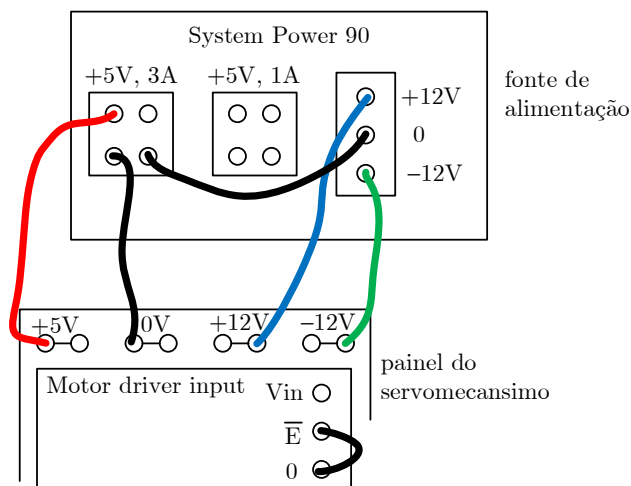 System Power 90
+5V, 3A
+5V, 1A
+12V
0
−12V
fonte de
alimentação
+5V
0V
+12V
−12V
painel do
servomecansimo
Motor driver input
Vin
E̅
0